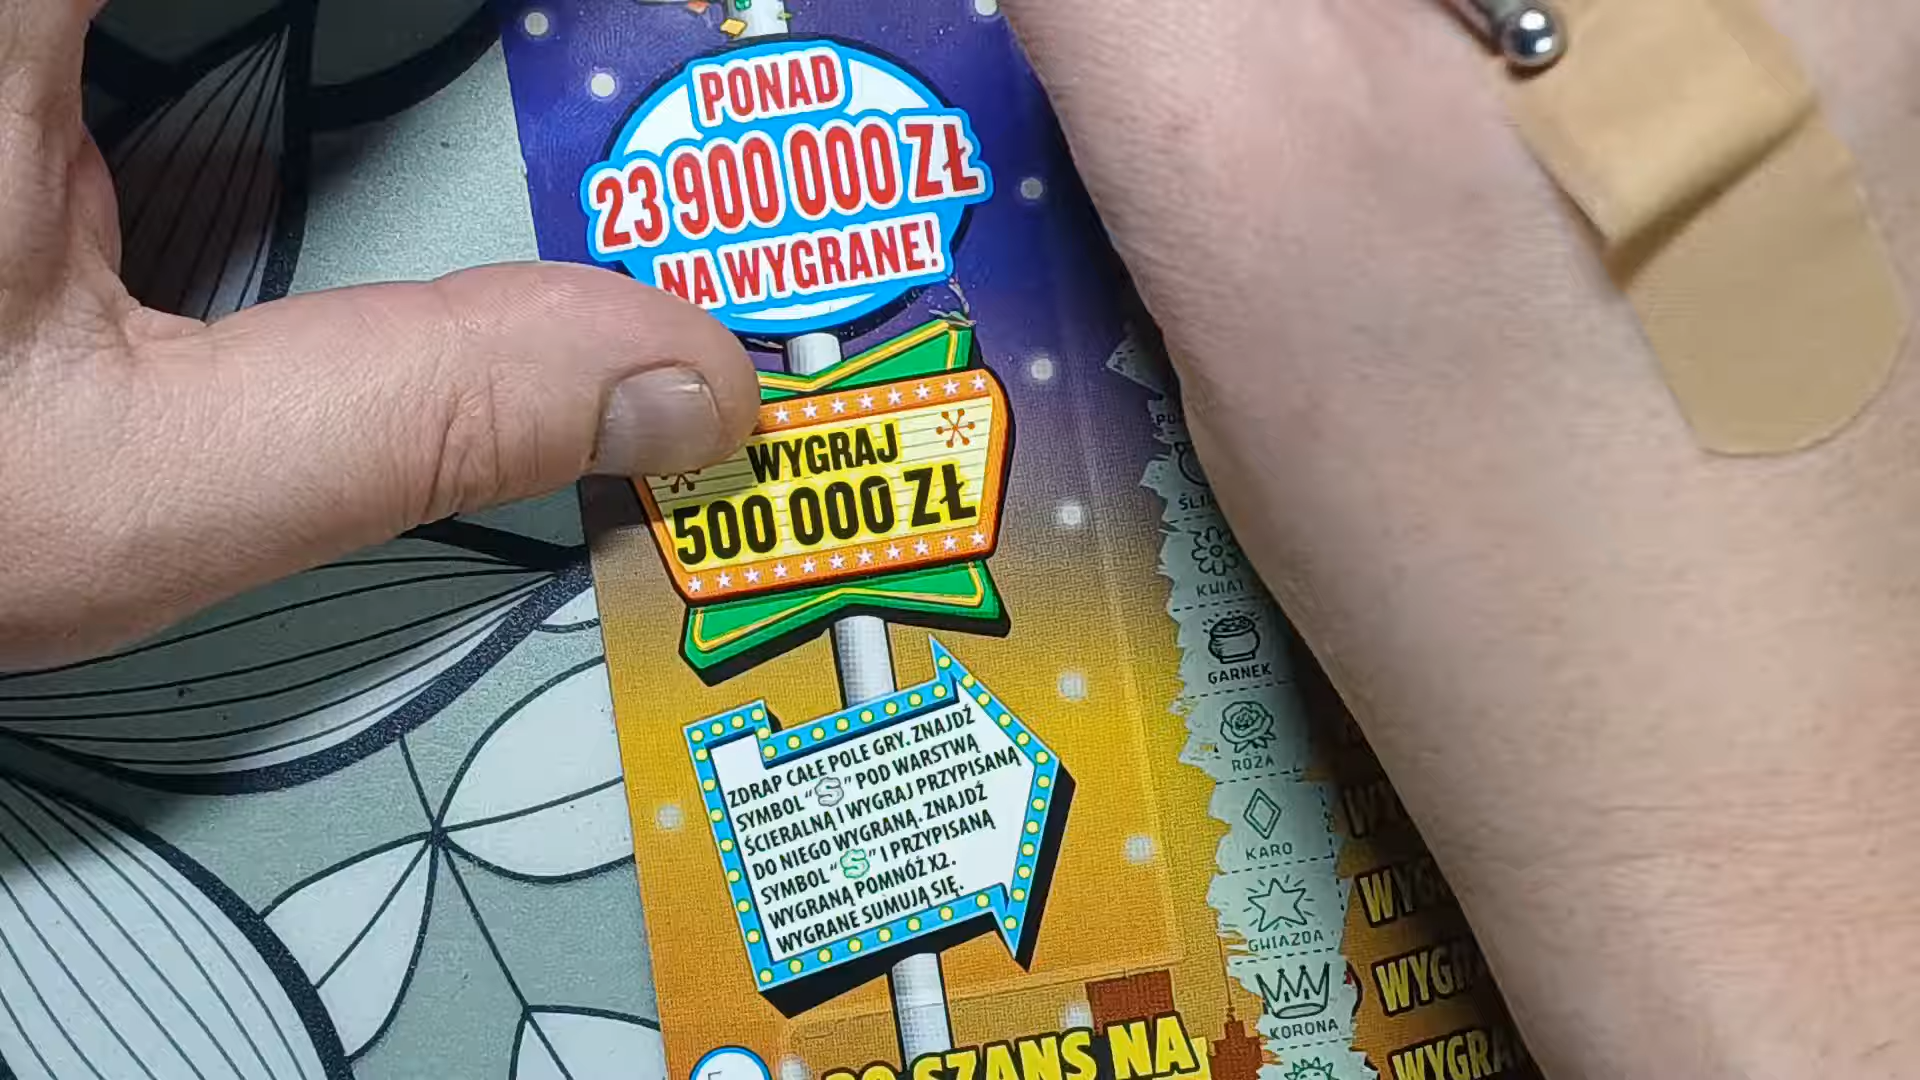 PONAD
23 900 000 ZŁ
NA WYGRANE!
WYGRAJ
500 000 ZŁ
ZDRAP CAŁE POLE GRY. ZNAJDŹ
SYMBOL "S" POD WARSTWĄ
ŚCIERALNĄ I WYGRAJ PRZYPISANĄ
DO NIEGO WYGRANĄ. ZNAJDŹ
SYMBOL "S" I PRZYPISANĄ
WYGRANĄ POMNÓŻ X2.
WYGRANE SUMUJĄ SIĘ.
SZANS NA
KWIAT
GARNEK
RÓŻA
KARO
GWIAZDA
KORONA